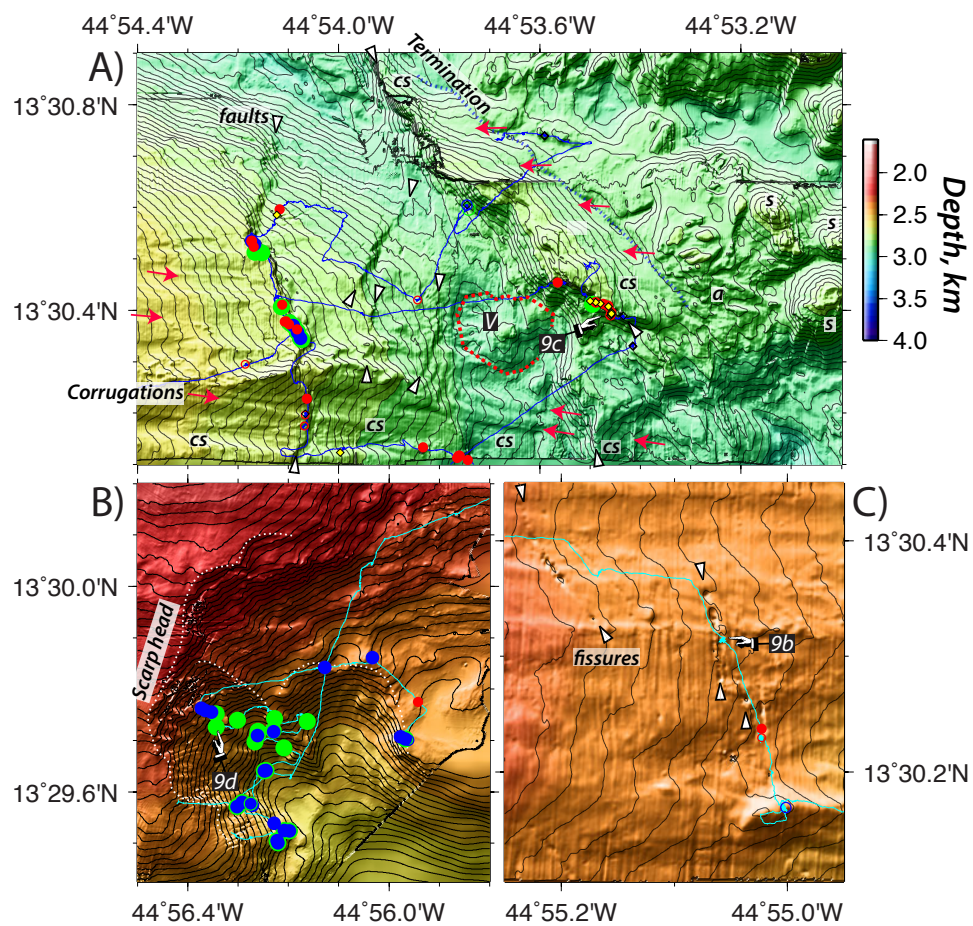 44˚54.4'W 44˚54.0'W 44˚53.6'W 44˚53.2'W
A)
Termination
cs
13˚30.8'N
faults
2.0
2.5
3.0
3.5
4.0
Depth, km
s
s
cs
a
13˚30.4'N
V
s
9c
Corrugations
cs
cs
cs
cs
B)
C)
13˚30.4'N
13˚30.0'N
Scarp head
9b
fissures
9d
13˚29.6'N
13˚30.2'N
44˚56.4'W 44˚56.0'W 44˚55.2'W 44˚55.0'W